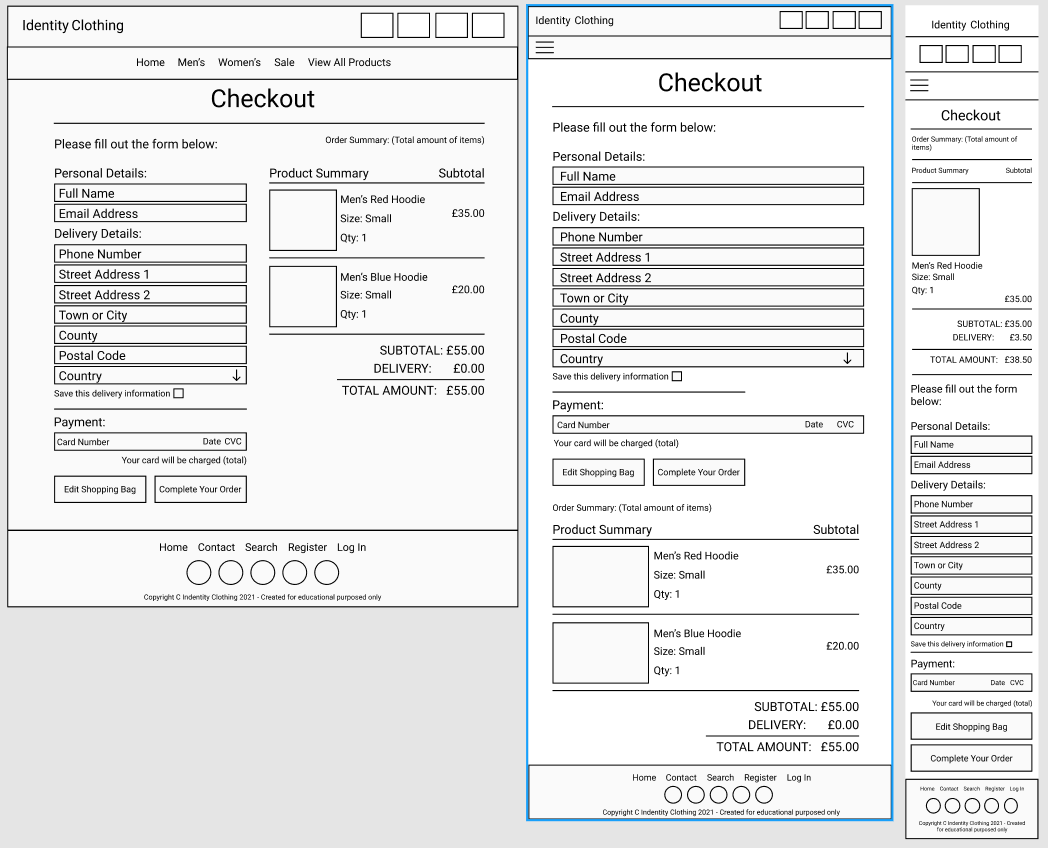 Identity Clothing
Home Men's Women's Sale View All Products
Checkout
Please fill out the form below:
Personal Details:
Full Name
Email Address
Delivery Details:
Phone Number
Street Address 1
Street Address 2
Town or City
County
Postal Code
Country
Save this delivery information
Payment:
Card Number Date CVC
Your card will be charged (total)
Edit Shopping Bag Complete Your Order
Order Summary: (Total amount of items)
Product Summary Subtotal
Men's Red Hoodie
Size: Small £35.00
Qty: 1
Men's Blue Hoodie
Size: Small £20.00
Qty: 1
SUBTOTAL: £55.00
DELIVERY: £0.00
TOTAL AMOUNT: £55.00
Home Contact Search Register Log In
Copyright C Indentity Clothing 2021 - Created for educational purposed only
Identity Clothing
Checkout
Please fill out the form below:
Personal Details:
Full Name
Email Address
Delivery Details:
Phone Number
Street Address 1
Street Address 2
Town or City
County
Postal Code
Country
Save this delivery information
Payment:
Card Number Date CVC
Your card will be charged (total)
Edit Shopping Bag Complete Your Order
Order Summary: (Total amount of items)
Product Summary Subtotal
Men's Red Hoodie
Size: Small £35.00
Qty: 1
Men's Blue Hoodie
Size: Small £20.00
Qty: 1
SUBTOTAL: £55.00
DELIVERY: £0.00
TOTAL AMOUNT: £55.00
Home Contact Search Register Log In
Copyright C Indentity Clothing 2021 - Created for educational purposed only
Identity Clothing
Checkout
Order Summary: (Total amount of
items)
Product Summary Subtotal
Men's Red Hoodie
Size: Small
Qty: 1
£35.00
SUBTOTAL: £35.00
DELIVERY: £3.50
TOTAL AMOUNT: £38.50
Please fill out the form
below:
Personal Details:
Full Name
Email Address
Delivery Details:
Phone Number
Street Address 1
Street Address 2
Town or City
County
Postal Code
Country
Save this delivery information
Payment:
Card Number Date CVC
Your card will be charged (total)
Edit Shopping Bag
Complete Your Order
Home Contact Search Register Log In
Copyright C Indentity Clothing 2021 - Created
for educational purposed only